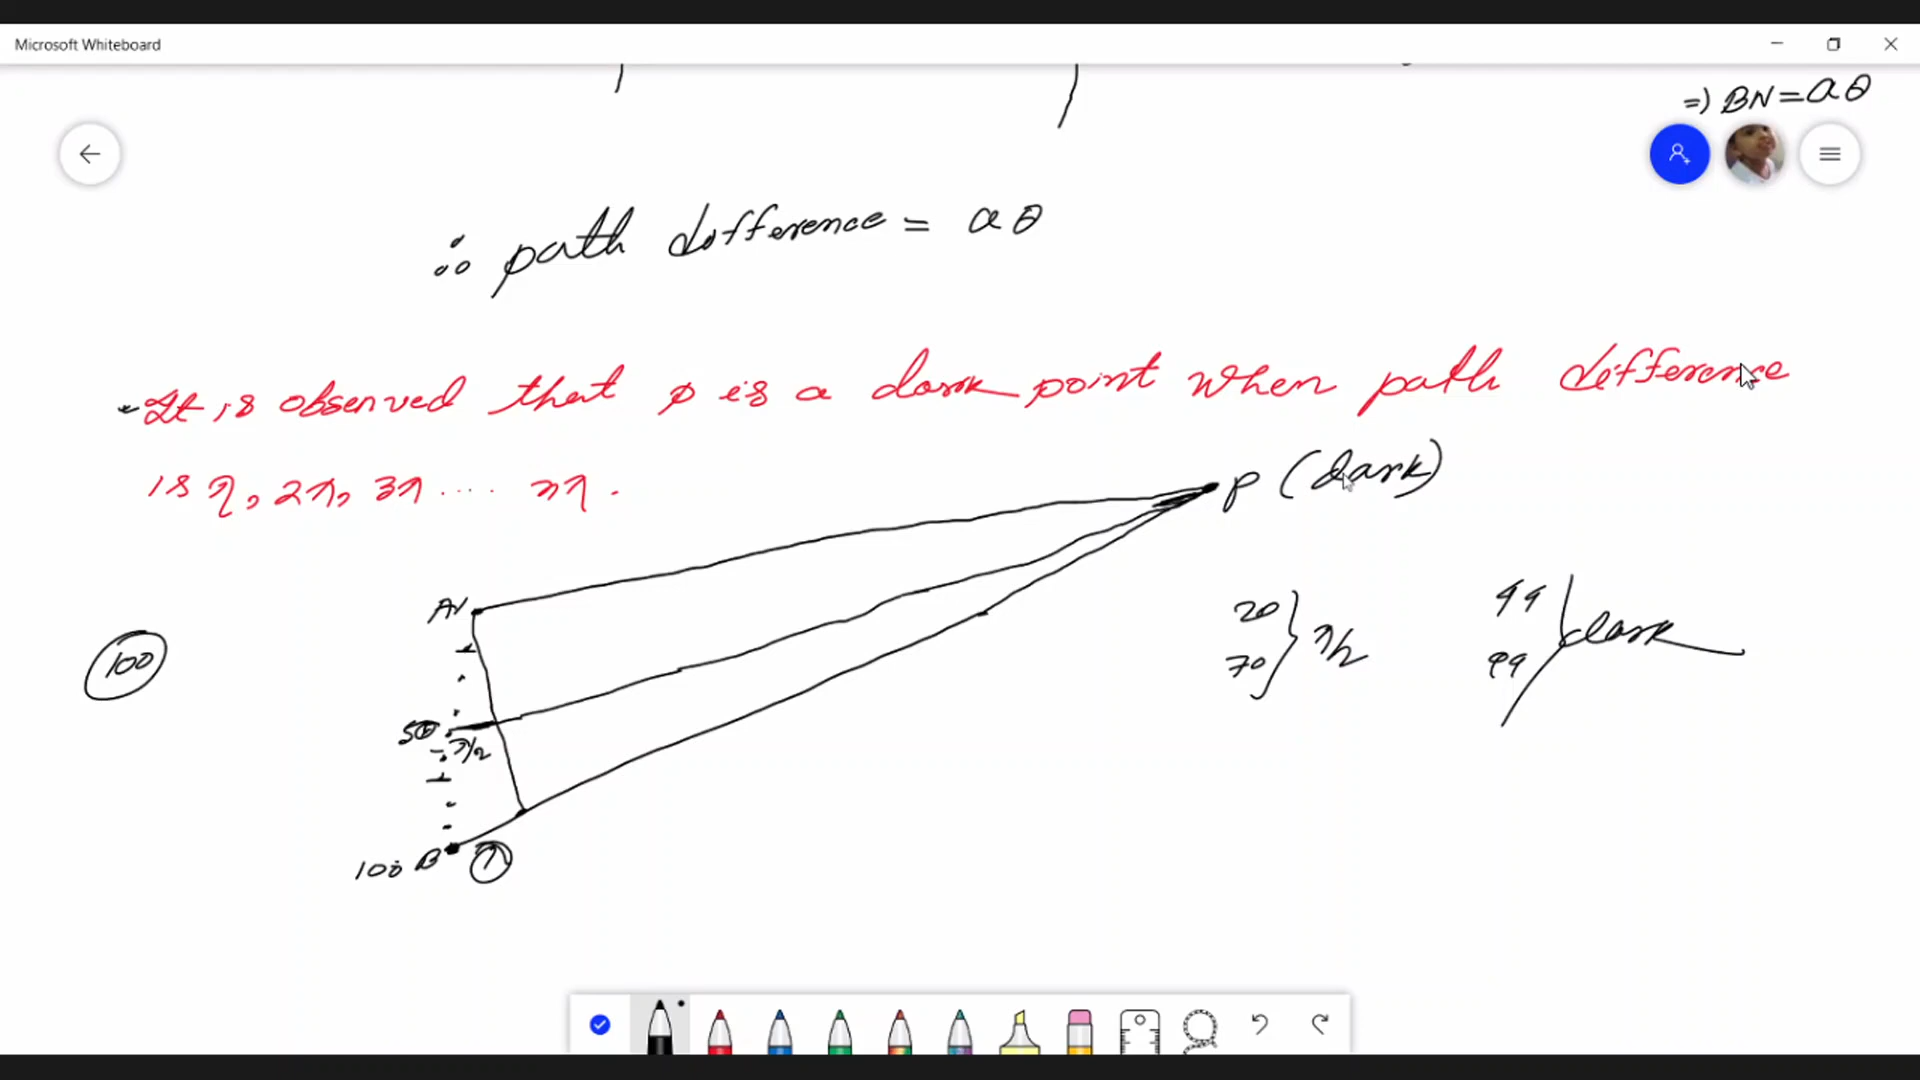 Microsoft Whiteboard
=) BN = aθ
∴ path difference = aθ
It is observed that p is a dark point when path difference
is λ, 2λ, 3λ .... nλ .
P (dark)
A1
100
20
70 } λ/2
49
99 dark
50
λ/2
100 B λ